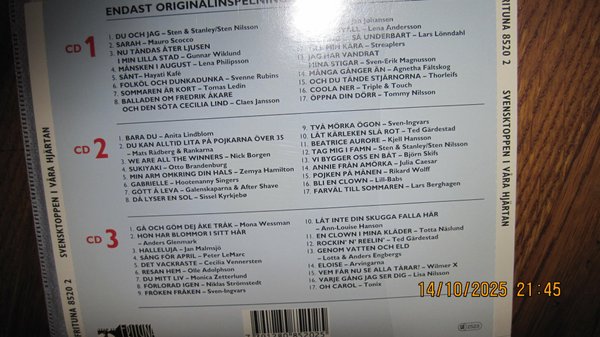 ENDAST ORIGINALINSPELNING
CD 1
1. DU OCH JAG – Sten & Stanley/Sten Nilsson
2. SARAH – Mauro Scocco
3. NU TÄNDAS ÅTER LJUSEN
I MIN LILLA STAD – Gunnar Wiklund
4. MÅNSKEN I AUGUSTI – Lena Philipsson
5. SÅNT – Hayati Kafé
6. FOLKÖL OCH DUNKADUNKA – Svenne Rubins
7. SOMMAREN ÄR KORT – Tomas Ledin
8. BALLADEN OM FREDRIK ÅKARE
OCH DEN SÖTA CECILIA LIND – Claes Jansson
Johansen
Lena Andersson
SÅ UNDERBART – Lars Lönndahl
TILL MIN KÄRA – Streaplers
JAG HAR VANDRAT
MINA STIGAR – Sven-Erik Magnusson
14. MÅNGA GÅNGER ÄN – Agnetha Fältskog
15. OCH DU TÄNDE STJÄRNORNA – Thorleifs
16. COOLA NER – Triple & Touch
17. ÖPPNA DIN DÖRR – Tommy Nilsson
CD 2
1. BARA DU – Anita Lindblom
2. DU KAN ALLTID LITA PÅ POJKARNA ÖVER 35
– Mats Rådberg & Rankarna
3. WE ARE ALL THE WINNERS – Nick Borgen
4. SUKIYAKI – Otto Brandenburg
5. MIN ARM OMKRING DIN HALS – Zemya Hamilton
6. GABRIELLE – Hootenanny Singers
7. GÖTT Å LEVA – Galenskaparna & After Shave
8. DÅ LYSER EN SOL – Sissel Kyrkjebø
9. TVÅ MÖRKA ÖGON – Sven-Ingvars
10. LÅT KÄRLEKEN SLÅ ROT – Ted Gärdestad
11. BEATRICE AURORE – Kjell Hansson
12. TAG MIG I FAMN – Sten & Stanley/Sten Nilsson
13. VI BYGGER OSS EN BÅT – Björn Skifs
14. ANNIE FRÅN AMÖRKA – Jalica Caesar
15. POJKEN PÅ MÅNEN – Rikard Wolff
16. BLI EN CLOWN – Lill-Babs
17. FARVÄL TILL SOMMAREN – Lars Berghagen
CD 3
1. GÅ OCH GÖM DEJ ÅKE TRÅK – Mona Wessman
2. HON HAR BLOMMOR I SITT HÅR
– Anders Glenmark
3. HALLELUJA – Jan Malmsjö
4. SÅNG FÖR APRIL – Peter LeMarc
5. DET VACKRASTE – Cecilia Vennersten
6. RESAN HEM – Olle Adolphson
7. DU MITT LIV – Monica Zetterlund
8. FÖRLORAD IGEN – Niklas Strömstedt
9. FRÖKEN FRÄKEN – Sven-Ingvars
10. LÅT INTE DIN SKUGGA FALLA HÄR
– Ann-Louise Hanson
11. EN CLOWN I MINA KLÄDER – Totta Näslund
12. ROCKIN' N' REELIN' – Ted Gärdestad
13. GENOM VATTEN OCH ELD
– Lotta & Anders Engbergs
14. ELOISE – Arvingarna
15. VEM FÅR NU SE ALLA TÅRAR? – Wilmer X
16. VARJE GÅNG JAG SER DIG – Lisa Nilsson
17. OH CAROL – Tonix
SVENSKTOPPEN I VÅRA HJÄRTAN
FRITUNA 8520 2
FRITUNA 8520 2
SVENSKTOPPEN I VÅRA HJÄRTAN
14/10/2025 21:45